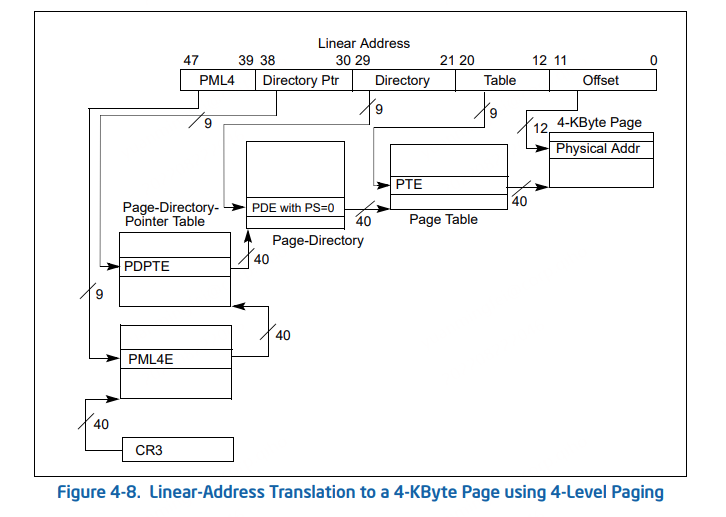 Linear Address
47 39 38 30 29 21 20 12 11 0
PML4 Directory Ptr Directory Table Offset
9 9 9 12 4-KByte Page
Physical Addr
PTE
PDE with PS=0 40 40
Page-Directory-
Pointer Table
Page Table
Page-Directory
40
PDPTE
9
40
PML4E
40
CR3
Figure 4-8. Linear-Address Translation to a 4-KByte Page using 4-Level Paging